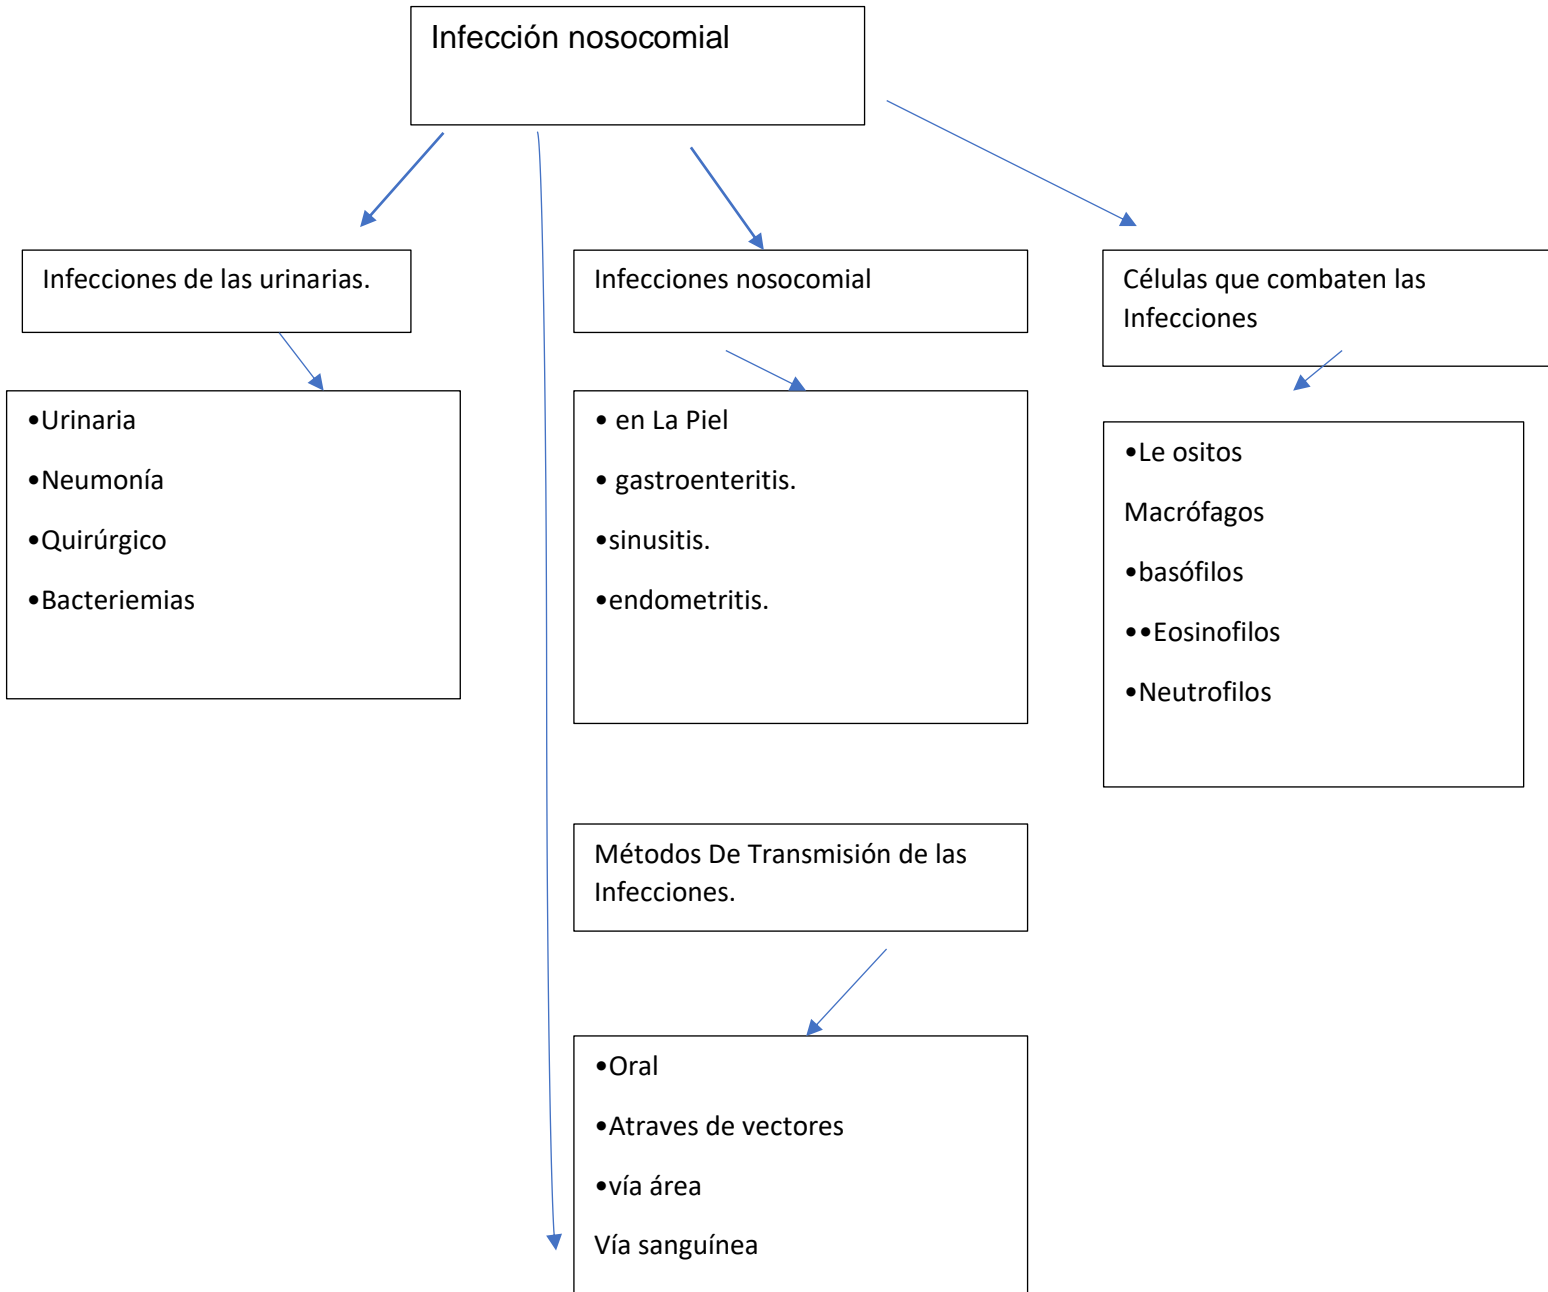 Infección nosocomial
Infecciones de las urinarias.
•Urinaria
•Neumonía
•Quirúrgico
•Bacteriemias
Infecciones nosocomial
• en La Piel
• gastroenteritis.
•sinusitis.
•endometritis.
Células que combaten las
Infecciones
•Le ositos
Macrófagos
•basófilos
••Eosinofilos
•Neutrofilos
Métodos De Transmisión de las
Infecciones.
•Oral
•Atraves de vectores
•vía área
Vía sanguínea